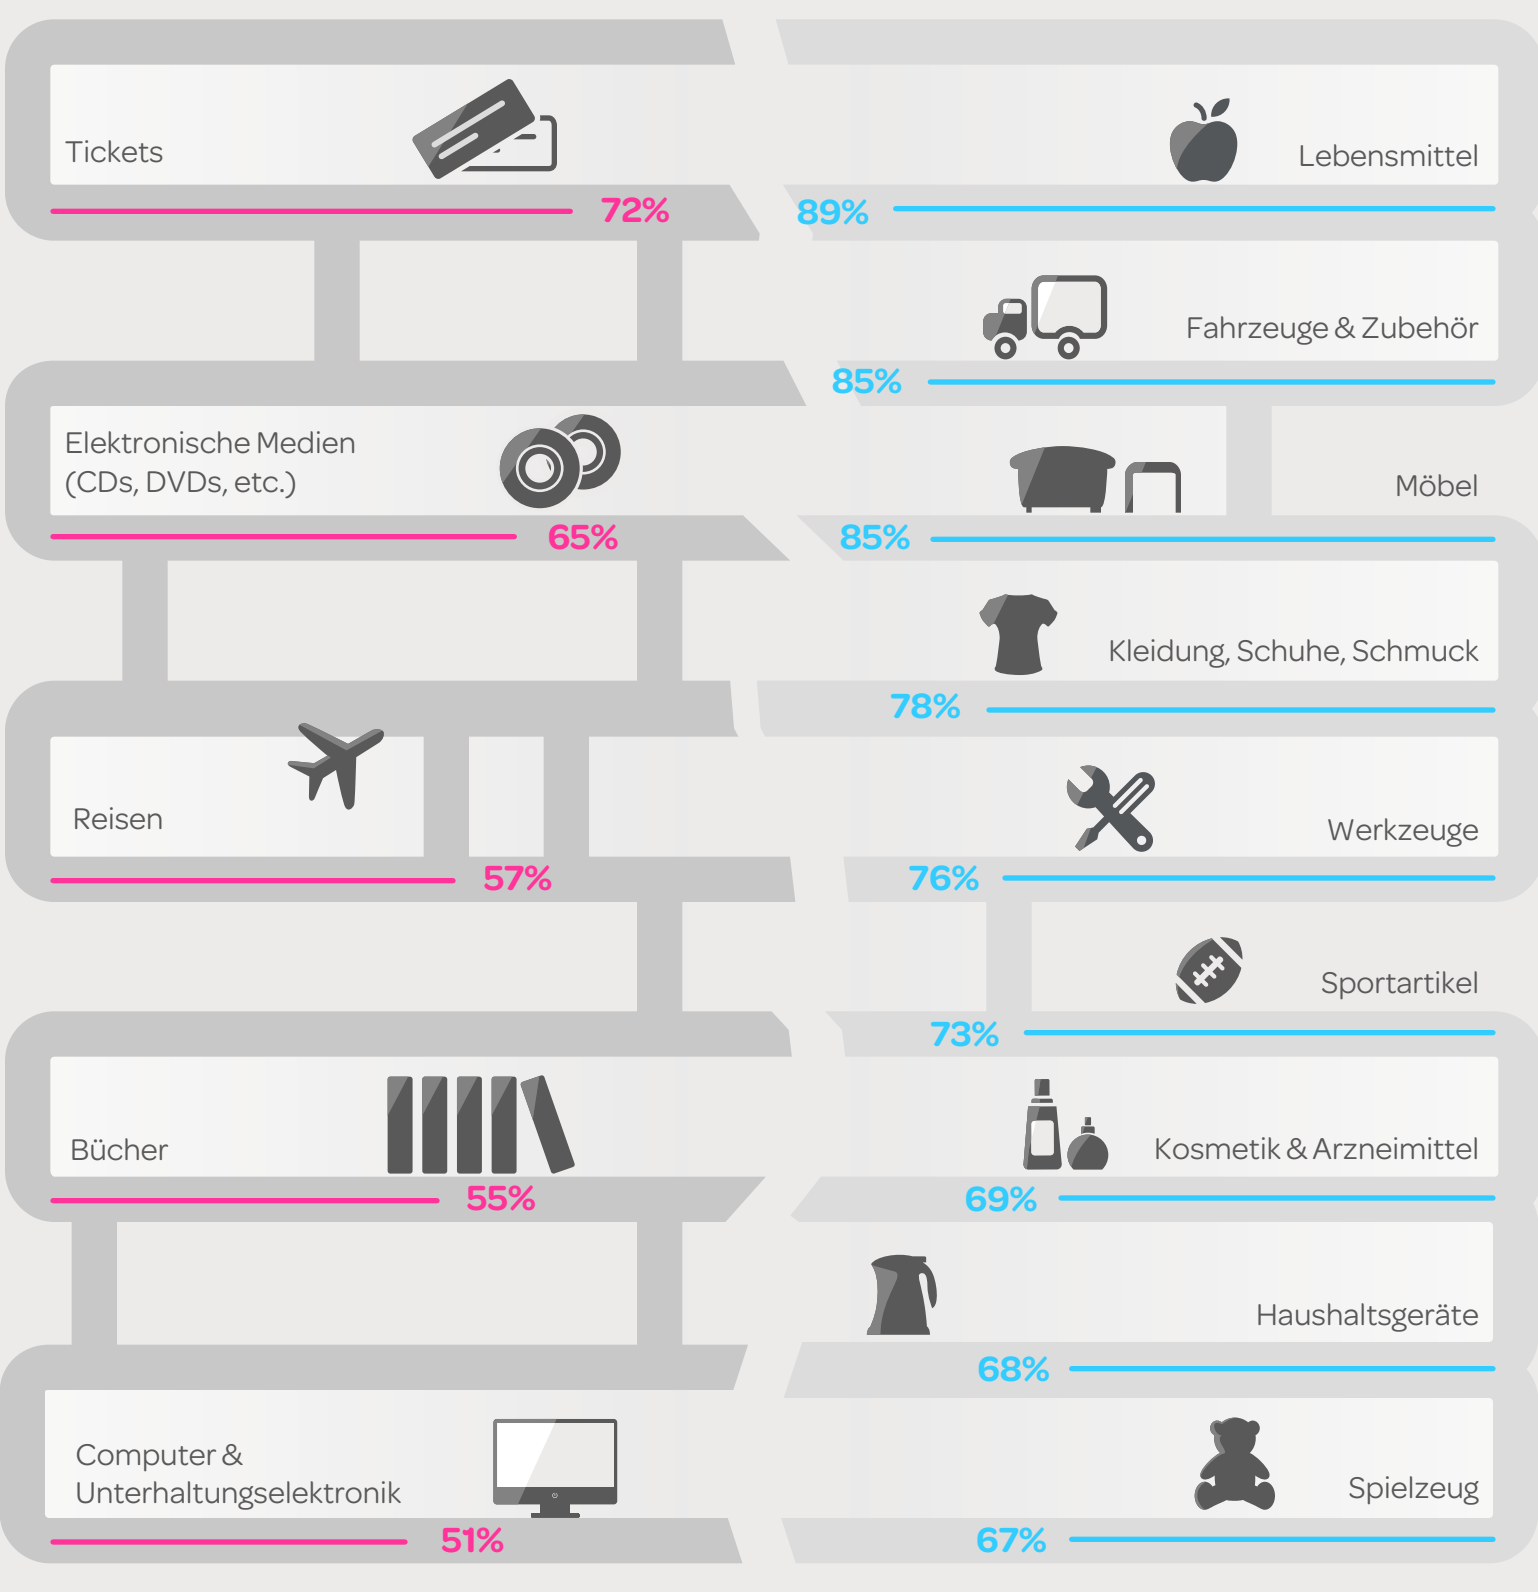 Tickets
72%
Elektronische Medien
(CDs, DVDs, etc.)
65%
Reisen
57%
Bücher
55%
Computer &
Unterhaltungselektronik
51%
Lebensmittel
89%
Fahrzeuge & Zubehör
85%
Möbel
85%
Kleidung, Schuhe, Schmuck
78%
Werkzeuge
76%
Sportartikel
73%
Kosmetik & Arzneimittel
69%
Haushaltsgeräte
68%
Spielzeug
67%